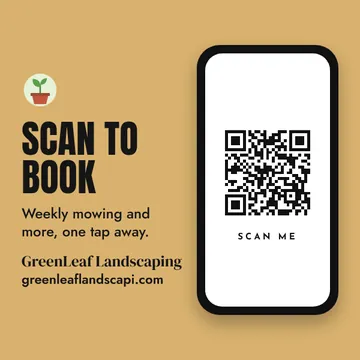 SCAN TO
BOOK
Weekly mowing and
more, one tap away.
GreenLeaf Landscaping
greenleaflandscapi.com
SCAN ME